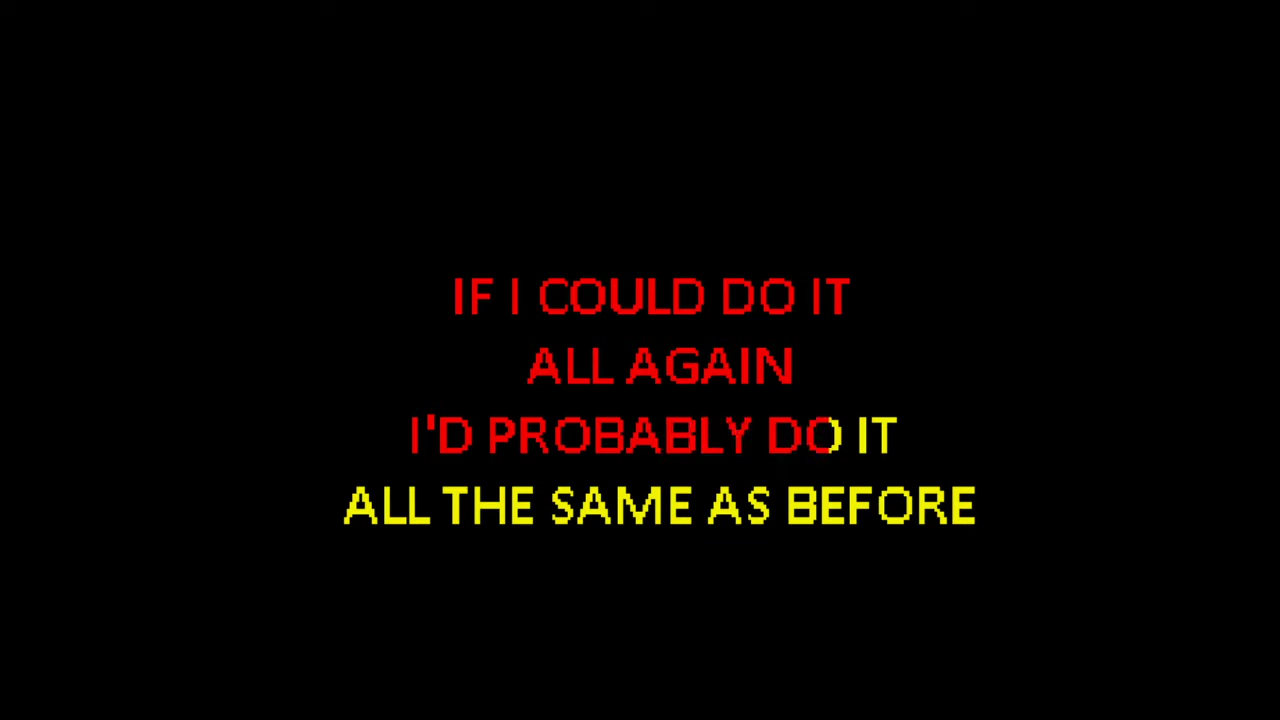 IF I COULD DO IT
ALL AGAIN
I'D PROBABLY DO IT
ALL THE SAME AS BEFORE